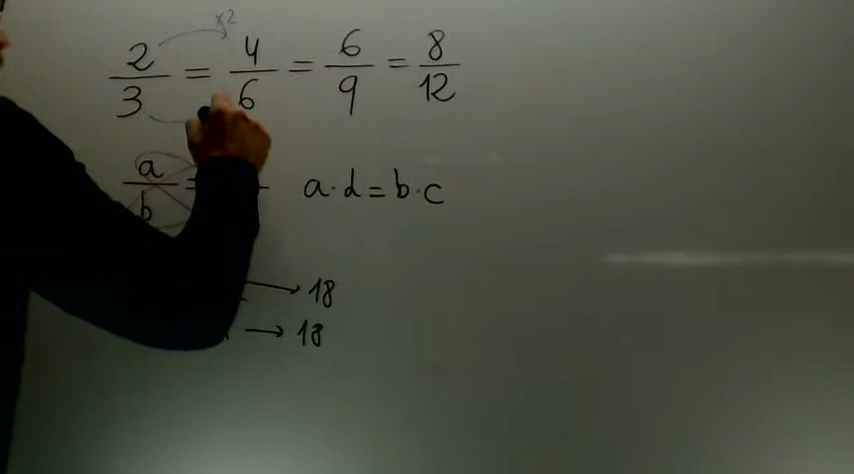 x2
2/3 = 4/6 = 6/9 = 8/12
a/b = a·d = b·c
→ 18
→ 18